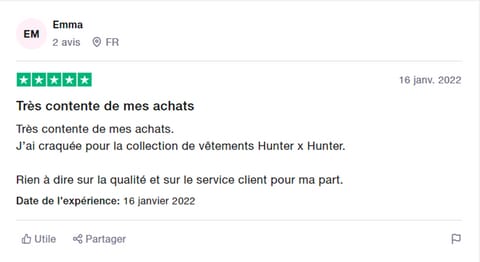 EM
Emma
2 avis FR
16 janv. 2022
Très contente de mes achats
Très contente de mes achats.
J'ai craquée pour la collection de vêtements Hunter x Hunter.
Rien à dire sur la qualité et sur le service client pour ma part.
Date de l'expérience: 16 janvier 2022
Utile Partager